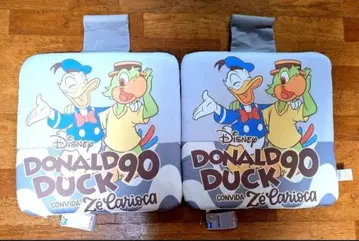 Disney
DONALD 90
DUCK
CONVIDA Zé Carioca
Disney
DONALD 90
DUCK
CONVIDA Zé Carioca